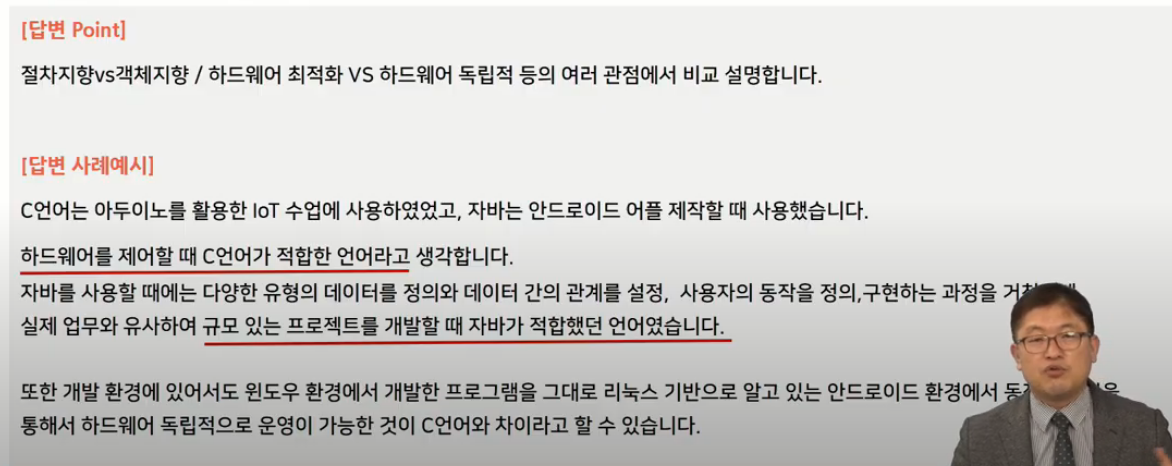 [답변 Point]
절차지향vs객체지향 / 하드웨어 최적화 VS 하드웨어 독립적 등의 여러 관점에서 비교 설명합니다.
[답변 사례예시]
C언어는 아두이노를 활용한 IoT 수업에 사용하였었고, 자바는 안드로이드 어플 제작할 때 사용했습니다.
하드웨어를 제어할 때 C언어가 적합한 언어라고 생각합니다.
자바를 사용할 때에는 다양한 유형의 데이터를 정의와 데이터 간의 관계를 설정, 사용자의 동작을 정의,구현하는 과정을
실제 업무와 유사하여 규모 있는 프로젝트를 개발할 때 자바가 적합했던 언어였습니다.
또한 개발 환경에 있어서도 윈도우 환경에서 개발한 프로그램을 그대로 리눅스 기반으로 알고 있는 안드로이드 환경에서
통해서 하드웨어 독립적으로 운영이 가능한 것이 C언어와 차이라고 할 수 있습니다.